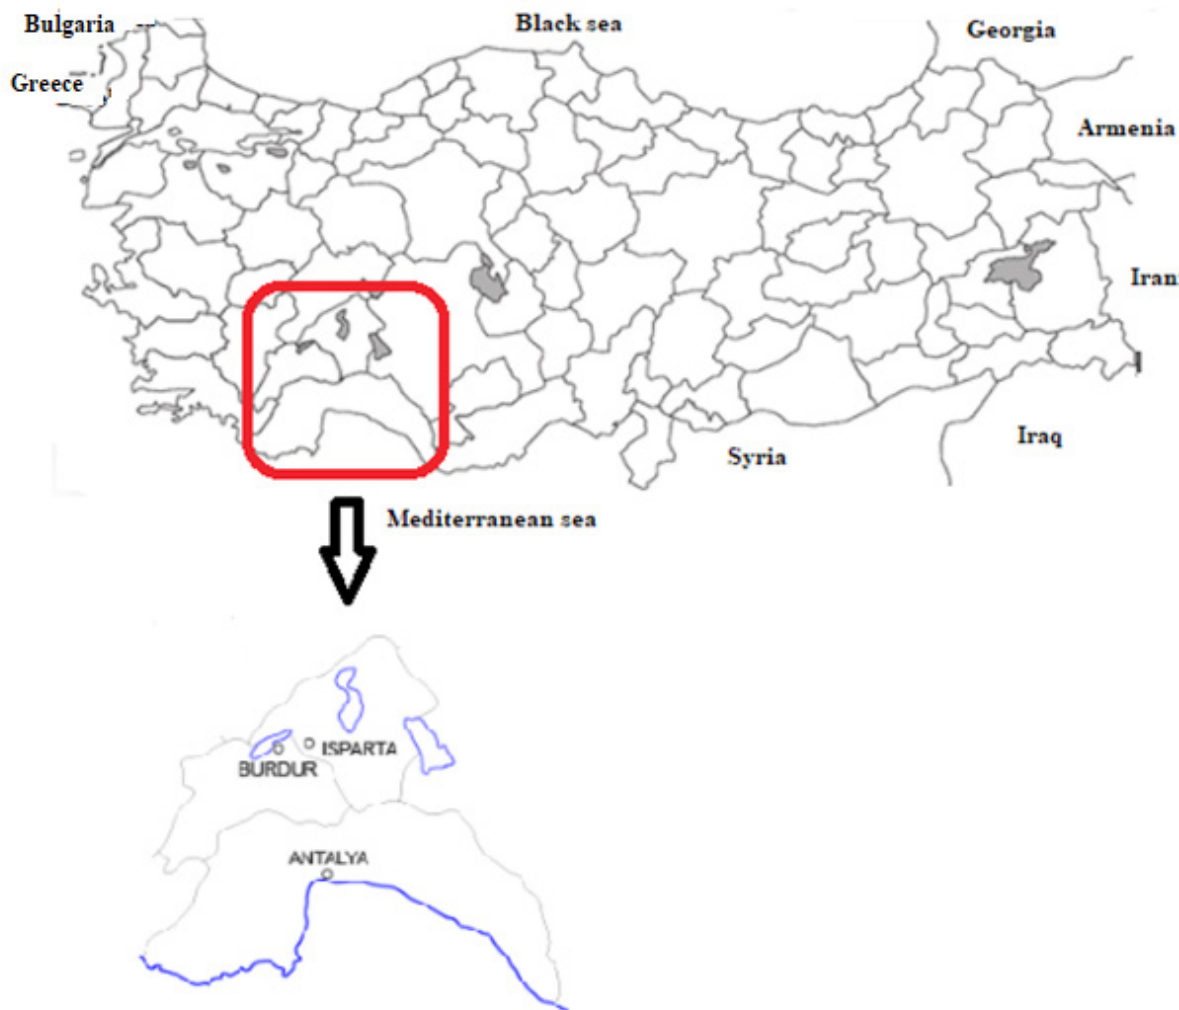 Bulgaria
Black sea
Georgia
Greece
Armenia
Iran
Iraq
Syria
Mediterranean sea
ISPARTA
BURDUR
ANTALYA